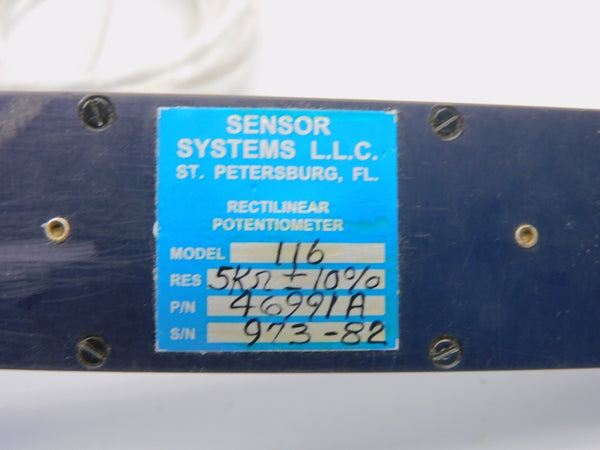 SENSOR
SYSTEMS L.L.C.
ST. PETERSBURG, FL.
RECTILINEAR
POTENTIOMETER
MODEL 116
RES 5KΩ ± 10%
P/N 46991A
S/N 973-82